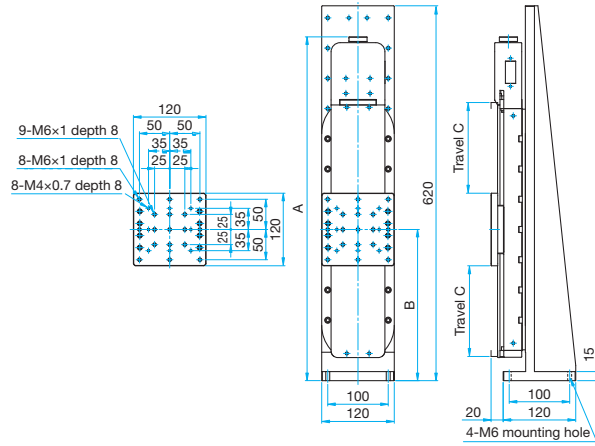 120
50 50
35 35
25 25
9-M6×1 depth 8
8-M6×1 depth 8
8-M4×0.7 depth 8
25 25
35 35
50 50
120
A
B
620
100
120
Travel C
Travel C
15
20
100
120
4-M6 mounting hole